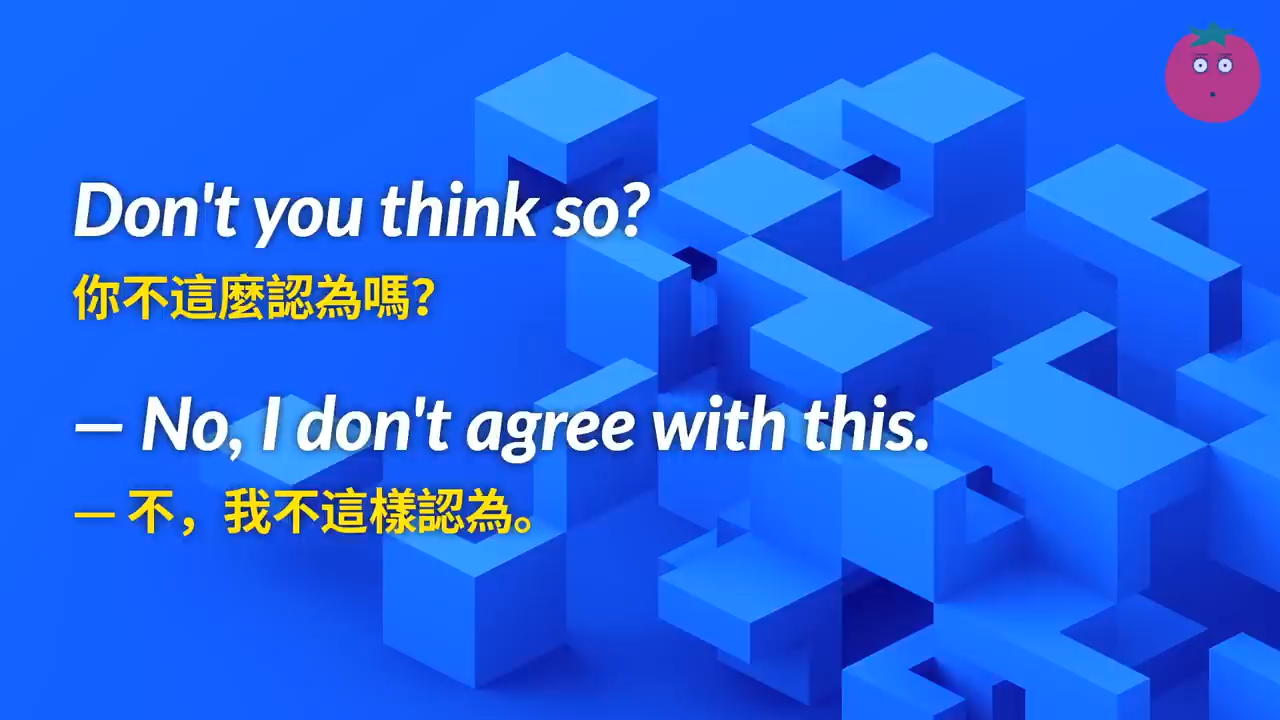 Don't you think so?
你不這麼認為嗎?
— No, I don't agree with this.
— 不，我不這樣認為。